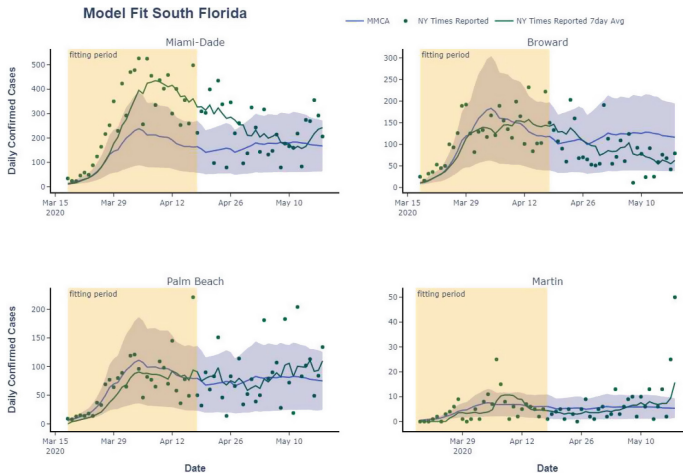 Model Fit South Florida
MMCA
NY Times Reported
NY Times Reported 7day Avg
Miami-Dade
Broward
fitting period
fitting period
Daily Confirmed Cases
500
400
300
200
100
0
300
250
200
150
100
50
0
Mar 15
2020
Mar 29
Apr 12
Apr 26
May 10
Mar 15
2020
Mar 29
Apr 12
Apr 26
May 10
Palm Beach
Martin
fitting period
fitting period
Daily Confirmed Cases
200
150
100
50
0
50
40
30
20
10
0
Mar 15
2020
Mar 29
Apr 12
Apr 26
May 10
Mar 29
2020
Apr 12
Apr 26
May 10
Date
Date